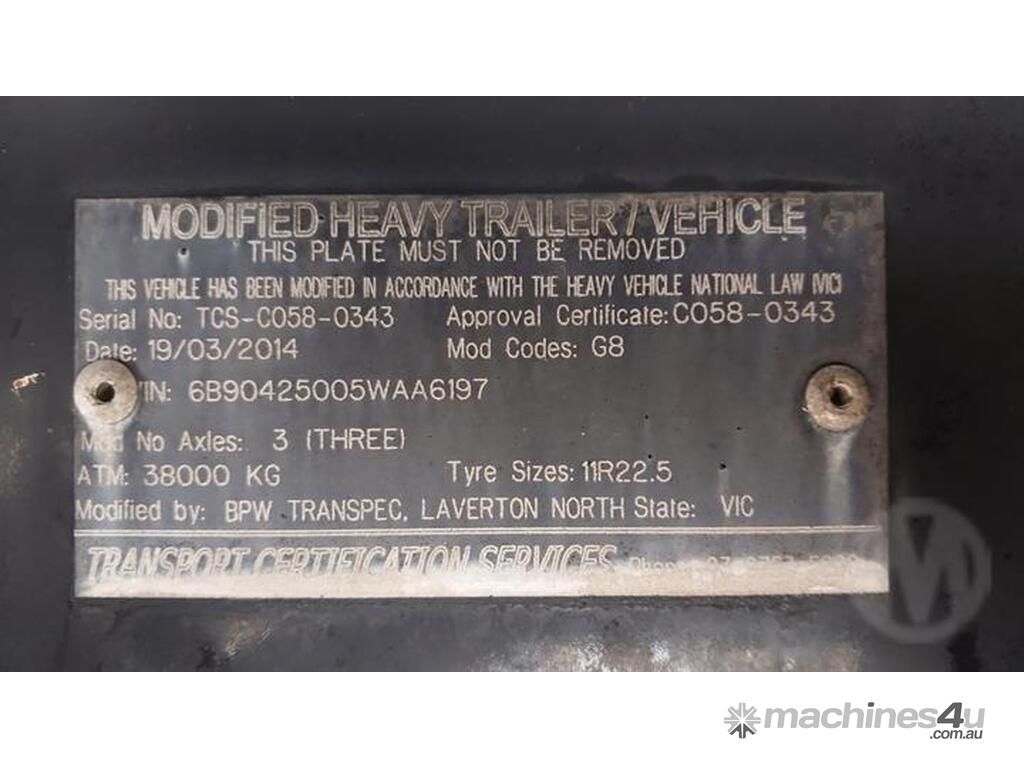 MODIFIED HEAVY TRAILER / VEHICLE
THIS PLATE MUST NOT BE REMOVED
THIS VEHICLE HAS BEEN MODIFIED IN ACCORDANCE WITH THE HEAVY VEHICLE NATIONAL LAW (VIC)
Serial No: TCS-C058-0343 Approval Certificate: C058-0343
Date: 19/03/2014 Mod Codes: G8
VIN: 6B90425005WAA6197
Mod No Axles: 3 (THREE)
ATM: 38000 KG Tyre Sizes: 11R22.5
Modified by: BPW TRANSPEC, LAVERTON NORTH State: VIC
TRANSPORT CERTIFICATION SERVICES Phone:
M
machines4u
.com.au